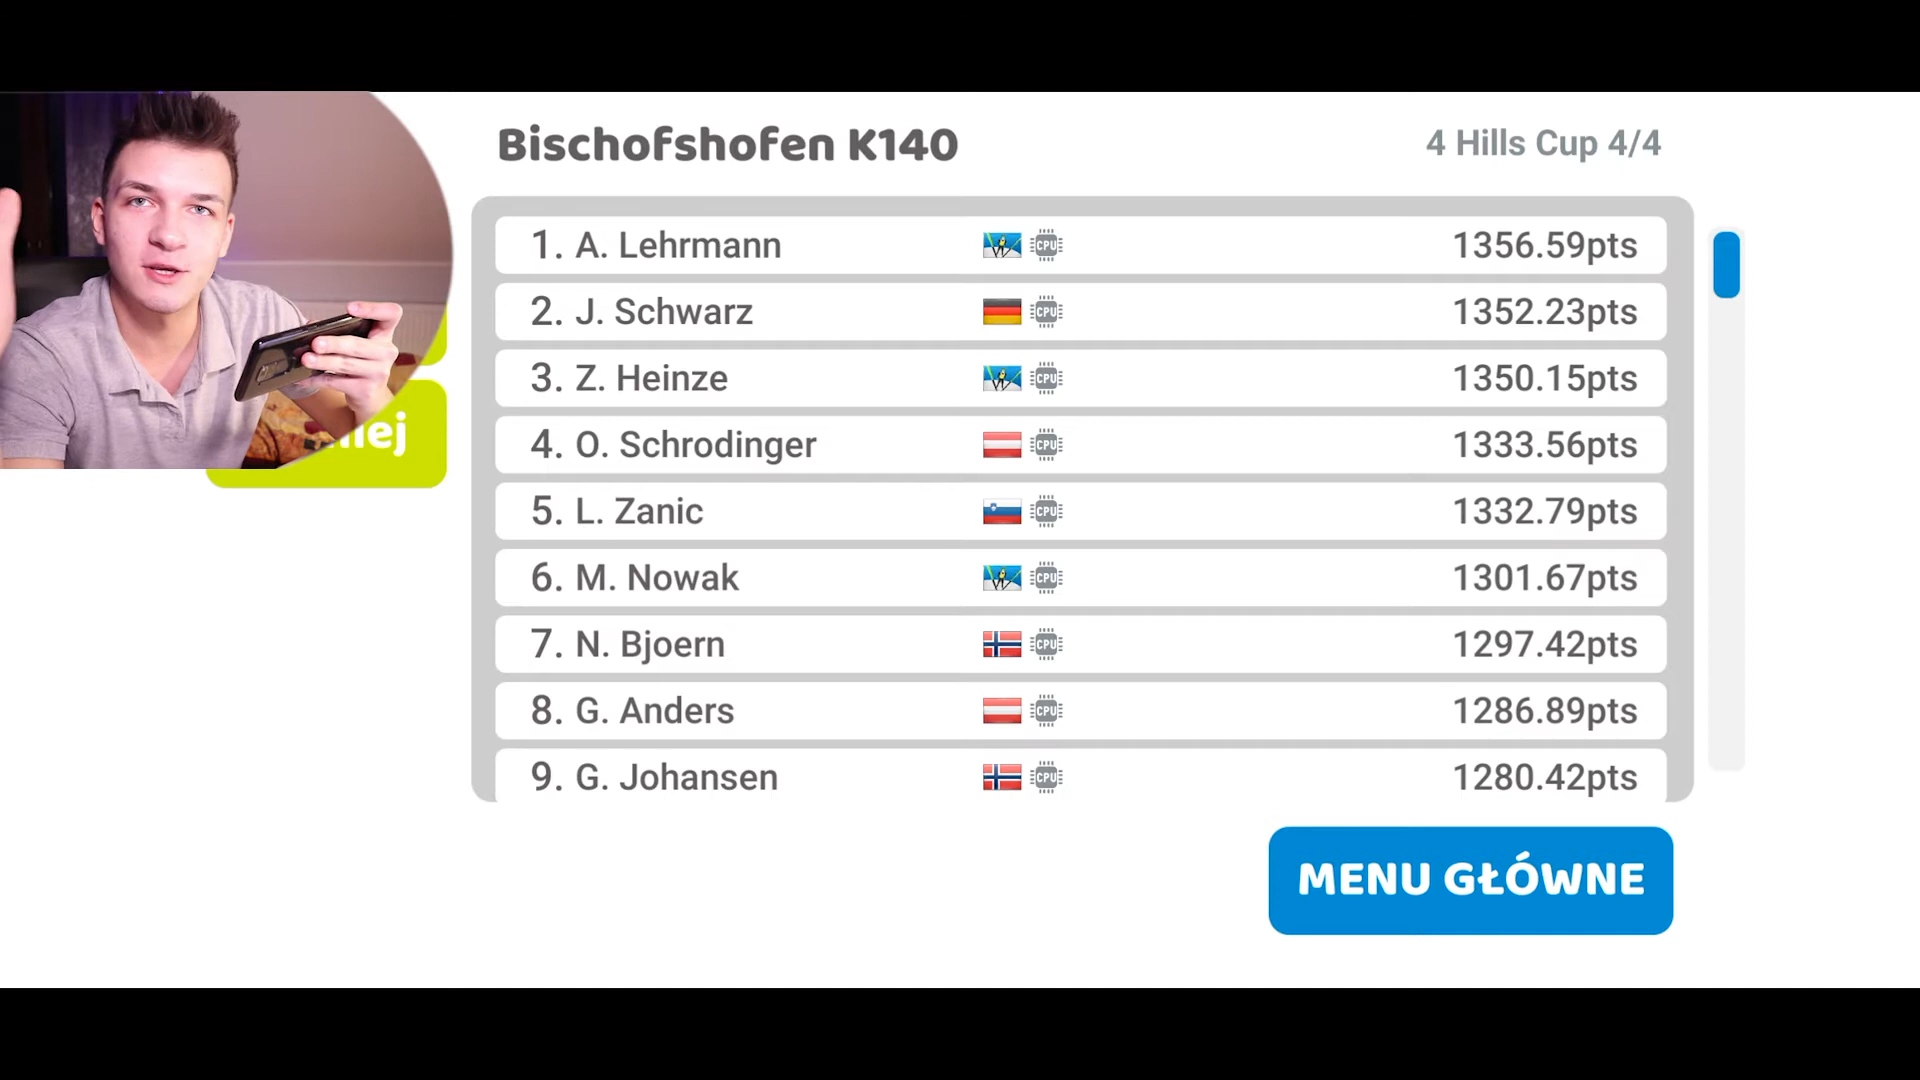 Bischofshofen K140
4 Hills Cup 4/4
1. A. Lehrmann CPU 1356.59pts
2. J. Schwarz CPU 1352.23pts
3. Z. Heinze CPU 1350.15pts
4. O. Schrodinger CPU 1333.56pts
5. L. Zanic CPU 1332.79pts
6. M. Nowak CPU 1301.67pts
7. N. Bjoern CPU 1297.42pts
8. G. Anders CPU 1286.89pts
9. G. Johansen CPU 1280.42pts
MENU GŁÓWNE